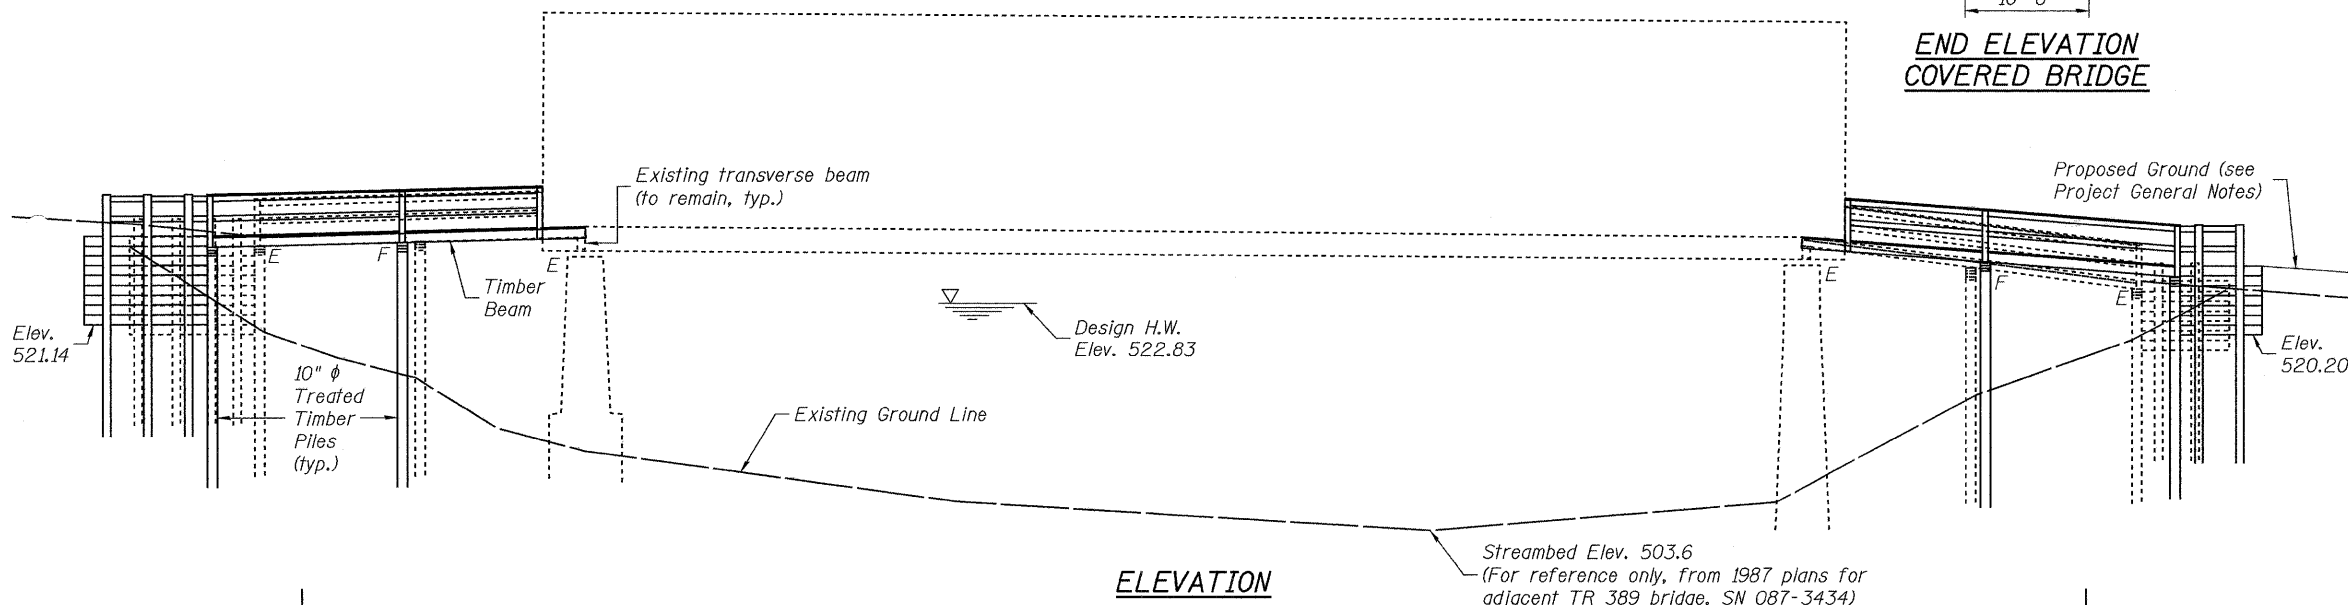 END ELEVATION
COVERED BRIDGE
Existing transverse beam
(to remain, typ.)
Proposed Ground (see
Project General Notes)
E
F
E
E
F
E
Timber
Beam
Elev.
521.14
Design H.W.
Elev. 522.83
Elev.
520.20
10" ϕ
Treated
Timber
Piles
(typ.)
Existing Ground Line
Streambed Elev. 503.6
(For reference only, from 1987 plans for
adjacent TR 389 bridge, SN 087-3434)
ELEVATION